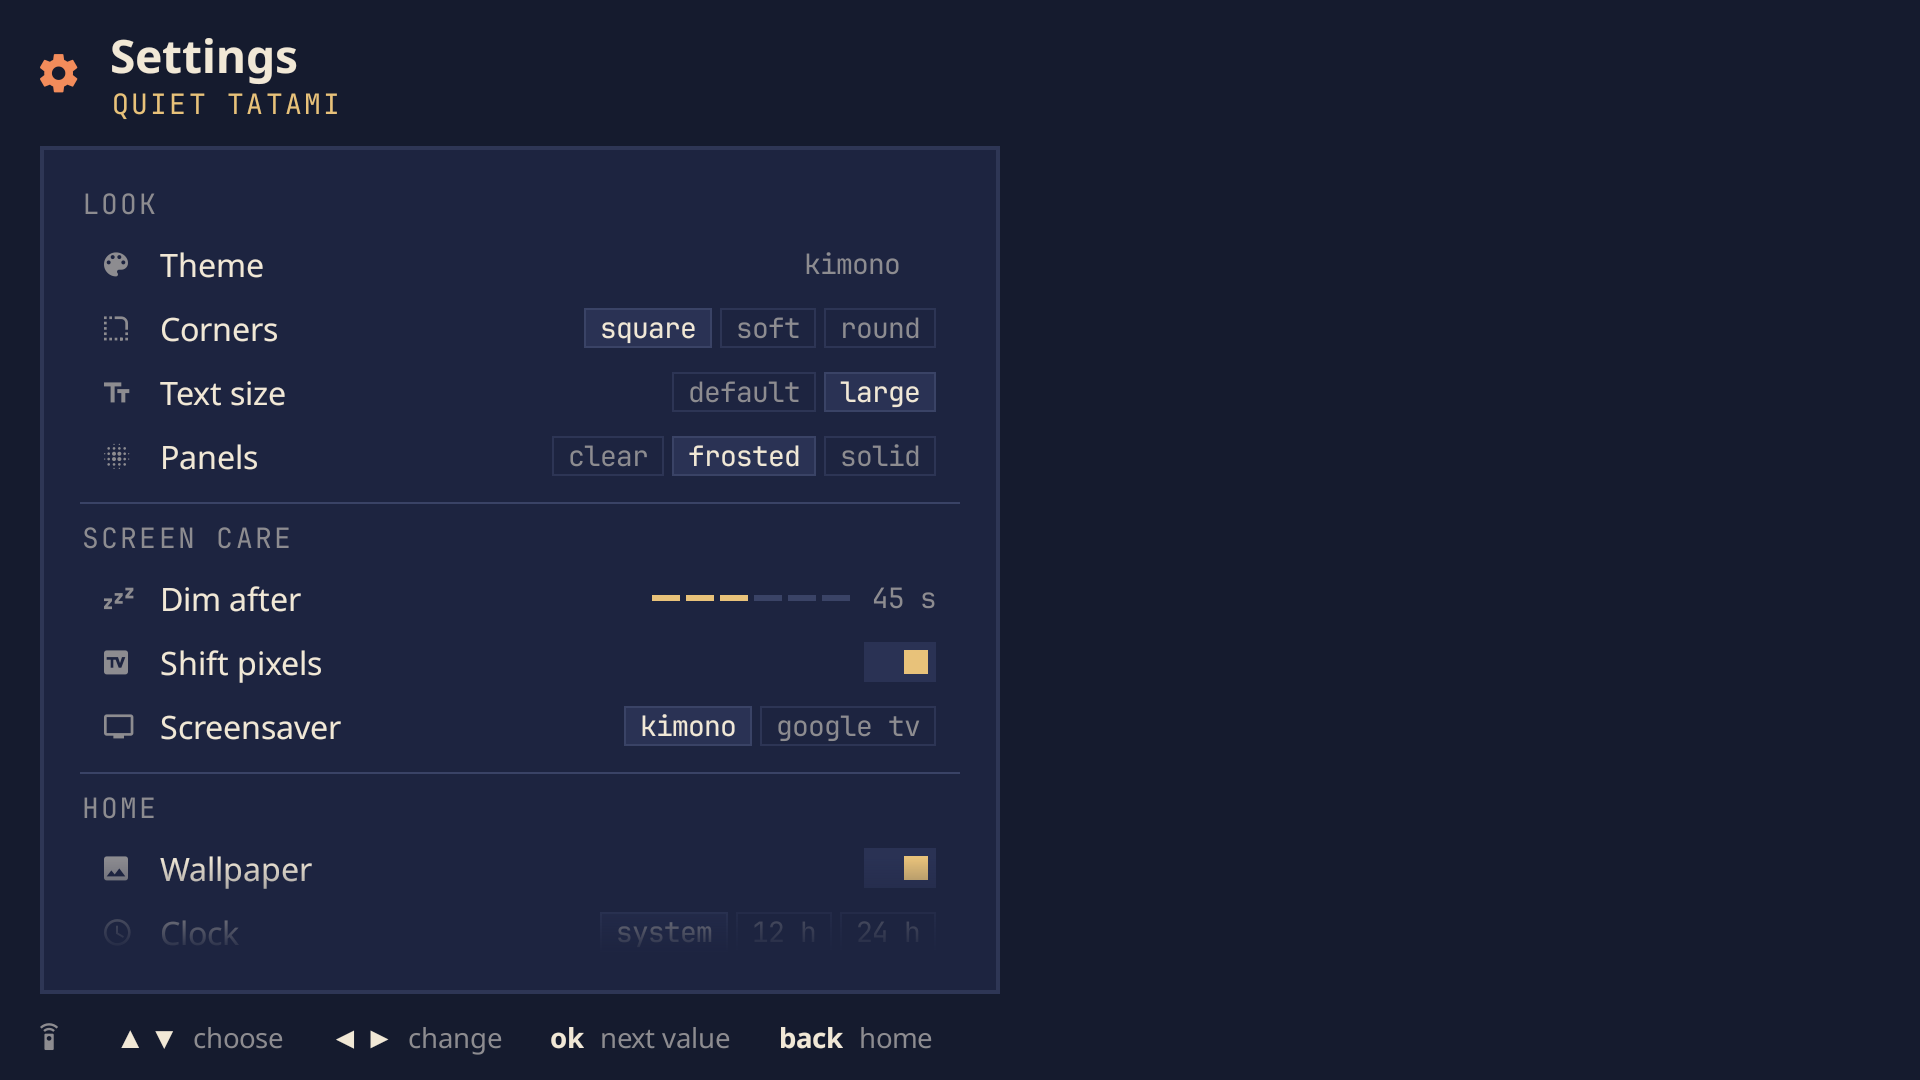 Settings
QUIET TATAMI
LOOK
Theme kimono
Corners square soft round
Text size default large
Panels clear frosted solid
SCREEN CARE
Dim after 45 s
Shift pixels
Screensaver kimono google tv
HOME
Wallpaper
Clock system 12 h 24 h
▲ ▼ choose ◀ ▶ change ok next value back home